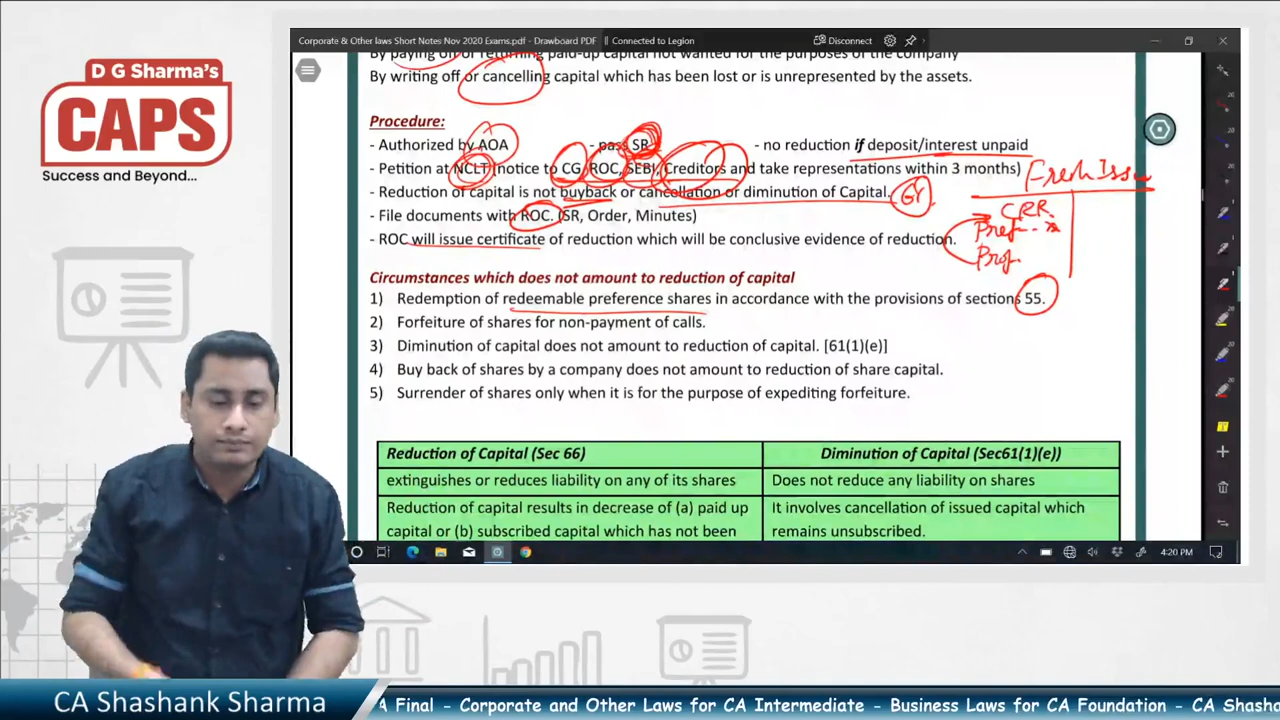 D G Sharma's
CAPS
Success and Beyond...
Corporate & Other laws Short Notes Nov 2020 Exams.pdf - Drawboard PDF
Connected to Legion
Disconnect
By paying off or returning paid-up capital not wanted for the purposes of the company
By writing off or cancelling capital which has been lost or is unrepresented by the assets.
Procedure:
- Authorized by AOA - pass SR - no reduction if deposit/interest unpaid
- Petition at NCLT (notice to CG, ROC, SEBI, Creditors and take representations within 3 months)
Fresh Issu
- Reduction of capital is not buyback or cancellation or diminution of Capital.
61
CRR
- File documents with ROC. (SR, Order, Minutes)
Pref.
- ROC will issue certificate of reduction which will be conclusive evidence of reduction.
Prof.
Circumstances which does not amount to reduction of capital
1) Redemption of redeemable preference shares in accordance with the provisions of sections 55.
2) Forfeiture of shares for non-payment of calls.
3) Diminution of capital does not amount to reduction of capital. [61(1)(e)]
4) Buy back of shares by a company does not amount to reduction of share capital.
5) Surrender of shares only when it is for the purpose of expediting forfeiture.
Reduction of Capital (Sec 66) Diminution of Capital (Sec61(1)(e))
extinguishes or reduces liability on any of its shares Does not reduce any liability on shares
Reduction of capital results in decrease of (a) paid up It involves cancellation of issued capital which
capital or (b) subscribed capital which has not been remains unsubscribed.
4:20 PM
CA Shashank Sharma
A Final - Corporate and Other Laws for CA Intermediate - Business Laws for CA Foundation - CA Shasha